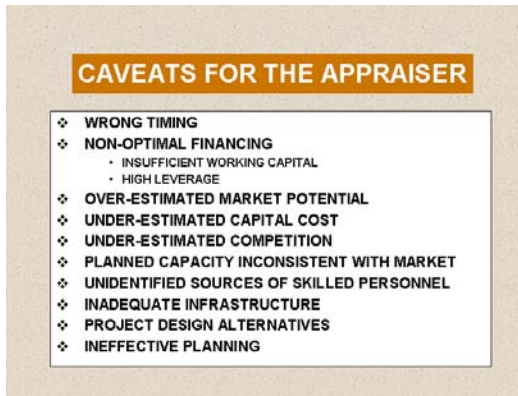 CAVEATS FOR THE APPRAISER
❖ WRONG TIMING
❖ NON-OPTIMAL FINANCING
• INSUFFICIENT WORKING CAPITAL
• HIGH LEVERAGE
❖ OVER-ESTIMATED MARKET POTENTIAL
❖ UNDER-ESTIMATED CAPITAL COST
❖ UNDER-ESTIMATED COMPETITION
❖ PLANNED CAPACITY INCONSISTENT WITH MARKET
❖ UNIDENTIFIED SOURCES OF SKILLED PERSONNEL
❖ INADEQUATE INFRASTRUCTURE
❖ PROJECT DESIGN ALTERNATIVES
❖ INEFFECTIVE PLANNING